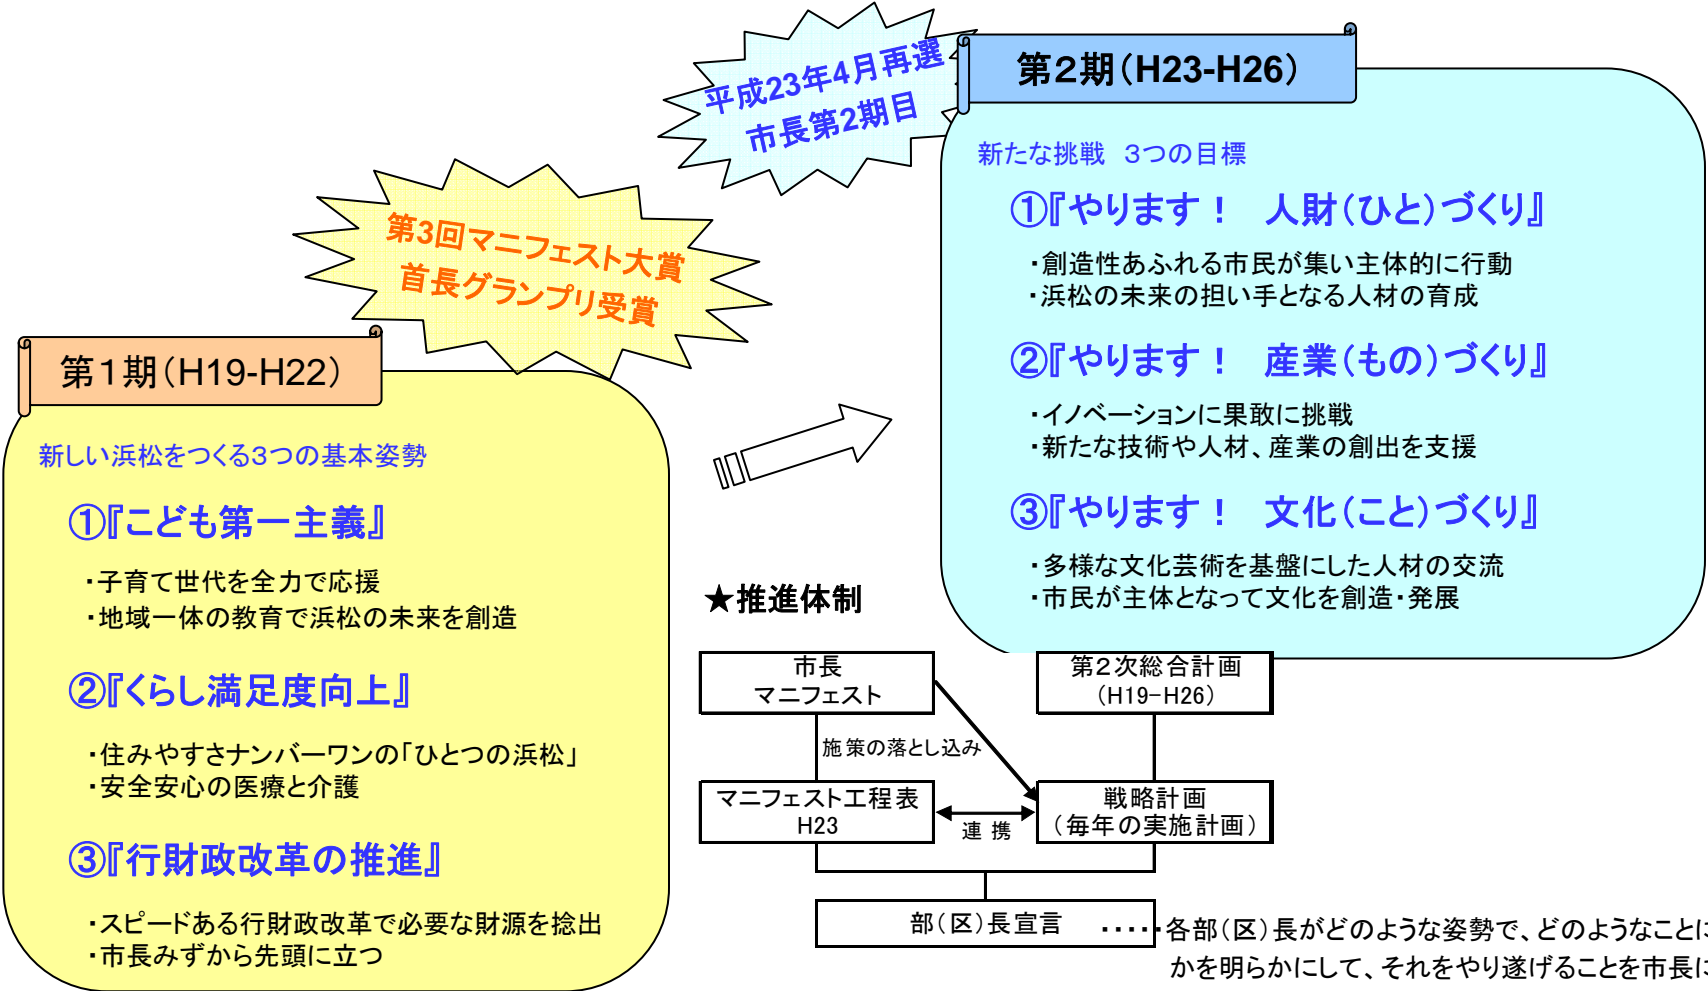 平成23年4月再選
市長第2期目
第2期(H23-H26)
新たな挑戦　3つの目標
①『やります！　人財(ひと)づくり』
・創造性あふれる市民が集い主体的に行動
・浜松の未来の担い手となる人材の育成
②『やります！　産業(もの)づくり』
・イノベーションに果敢に挑戦
・新たな技術や人材、産業の創出を支援
③『やります！　文化(こと)づくり』
・多様な文化芸術を基盤にした人材の交流
・市民が主体となって文化を創造・発展
第3回マニフェスト大賞
首長グランプリ受賞
第1期(H19-H22)
新しい浜松をつくる3つの基本姿勢
①『こども第一主義』
・子育て世代を全力で応援
・地域一体の教育で浜松の未来を創造
②『くらし満足度向上』
・住みやすさナンバーワンの「ひとつの浜松」
・安全安心の医療と介護
③『行財政改革の推進』
・スピードある行財政改革で必要な財源を捻出
・市長みずから先頭に立つ
★推進体制
市長
マニフェスト
第2次総合計画
(H19-H26)
施策の落とし込み
マニフェスト工程表
H23
連携
戦略計画
(毎年の実施計画)
部(区)長宣言
・・・・・各部(区)長がどのような姿勢で、どのようなことに
かを明らかにして、それをやり遂げることを市長に